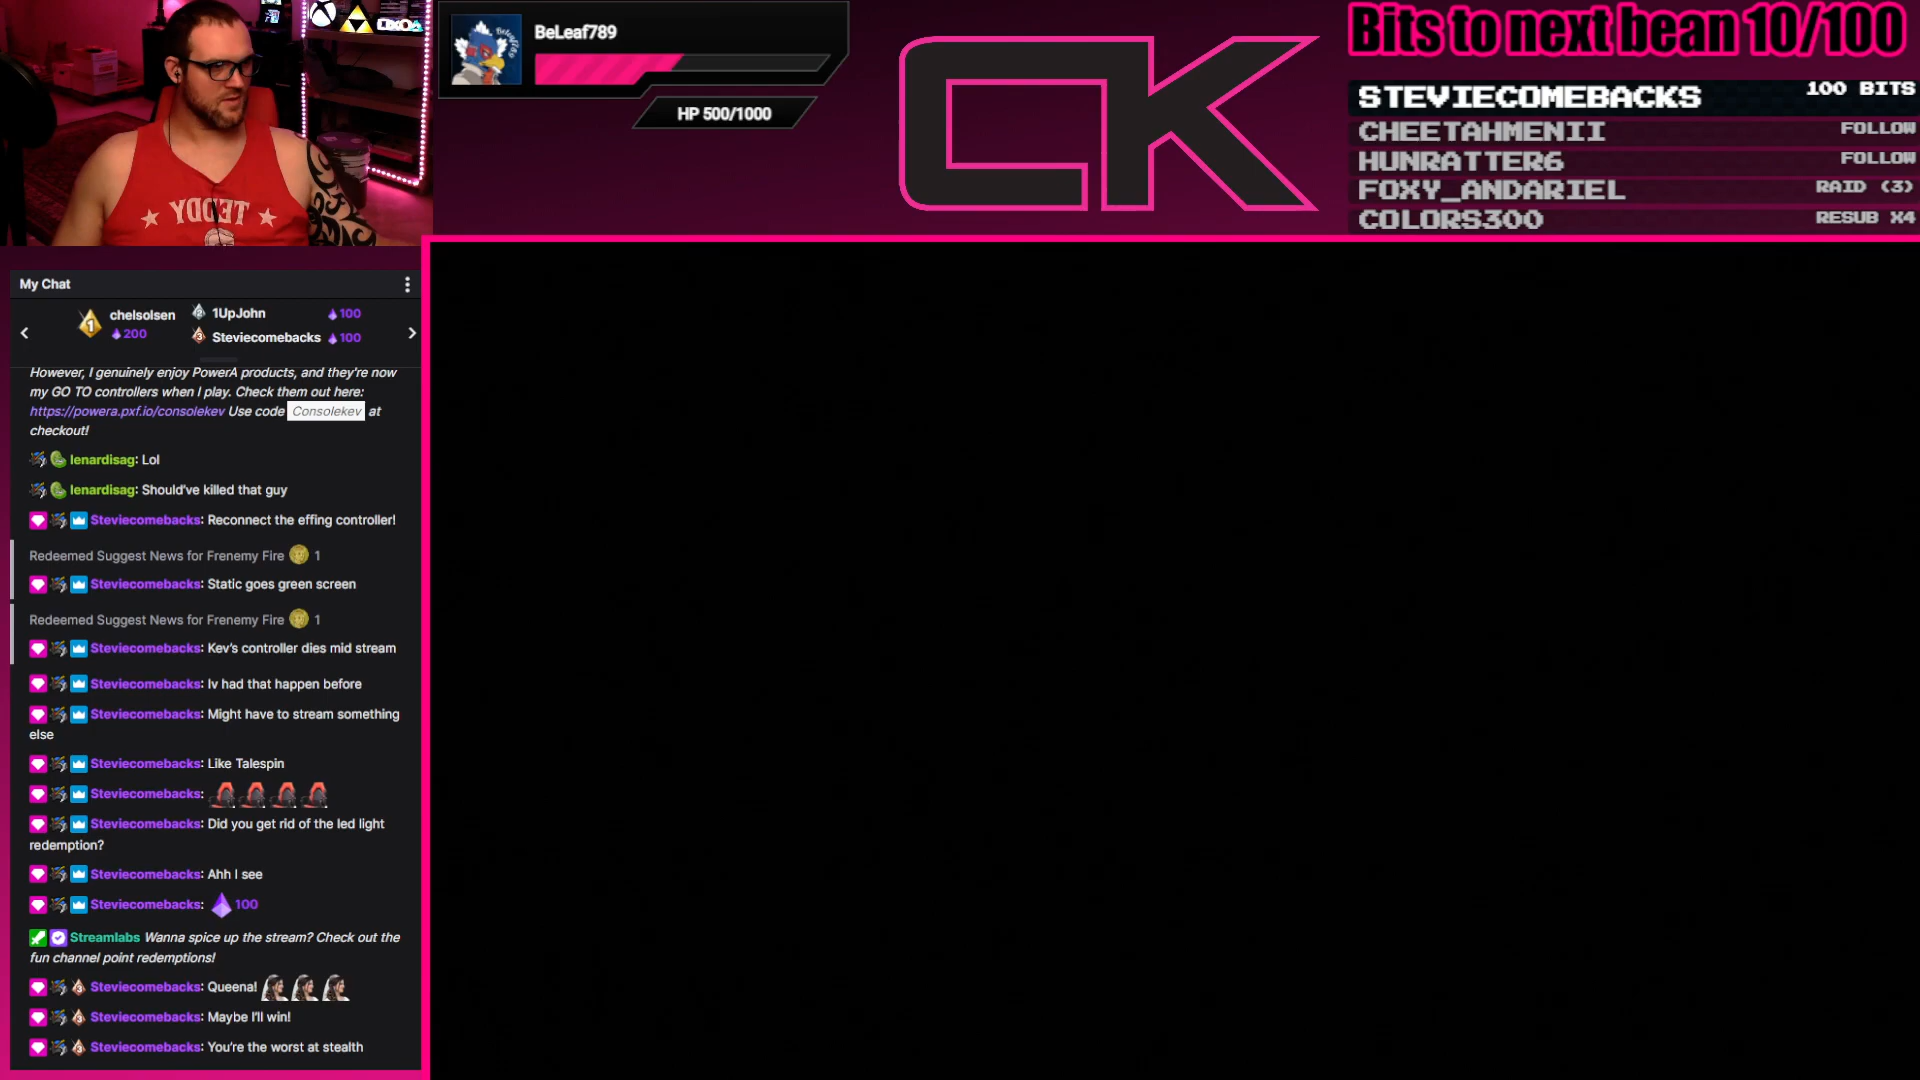 BeLeaf789
HP 500/1000
CK
Bits to next bean 10/100
STEVIECOMEBACKS 100 BITS
CHEETAHMENII FOLLOW
HUNRATTER6 FOLLOW
FOXY_ANDARIEL RAID (3)
COLORS300 RESUB X4
TEDDY
My Chat
1 chelsolsen 200
2 1UpJohn 100
3 Steviecomebacks 100
However, I genuinely enjoy PowerA products, and they're now
my GO TO controllers when I play. Check them out here:
https://powera.pxf.io/consolekev Use code Consolekev at
checkout!
lenardisag: Lol
lenardisag: Should've killed that guy
Steviecomebacks: Reconnect the effing controller!
Redeemed Suggest News for Frenemy Fire 1
Steviecomebacks: Static goes green screen
Redeemed Suggest News for Frenemy Fire 1
Steviecomebacks: Kev's controller dies mid stream
Steviecomebacks: Iv had that happen before
Steviecomebacks: Might have to stream something
else
Steviecomebacks: Like Talespin
Steviecomebacks:
Steviecomebacks: Did you get rid of the led light
redemption?
Steviecomebacks: Ahh I see
Steviecomebacks: 100
Streamlabs Wanna spice up the stream? Check out the
fun channel point redemptions!
Steviecomebacks: Queena!
Steviecomebacks: Maybe I'll win!
Steviecomebacks: You're the worst at stealth